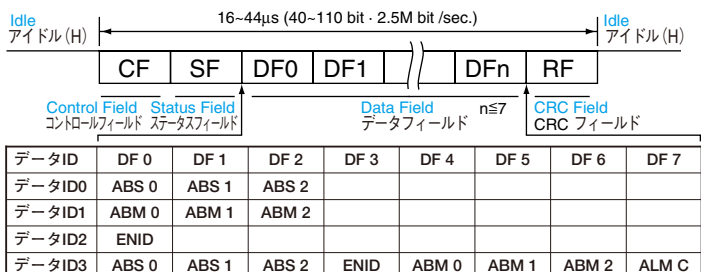 Idle 16~44μs (40~110 bit · 2.5M bit /sec.) Idle
アイドル(H) アイドル(H)
CF SF DF0 DF1 DFn RF
Control Field Status Field Data Field n≦7 CRC Field
コントロールフィールド ステータスフィールド データフィールド CRC フィールド
データID DF 0 DF 1 DF 2 DF 3 DF 4 DF 5 DF 6 DF 7
データID0 ABS 0 ABS 1 ABS 2
データID1 ABM 0 ABM 1 ABM 2
データID2 ENID
データID3 ABS 0 ABS 1 ABS 2 ENID ABM 0 ABM 1 ABM 2 ALM C